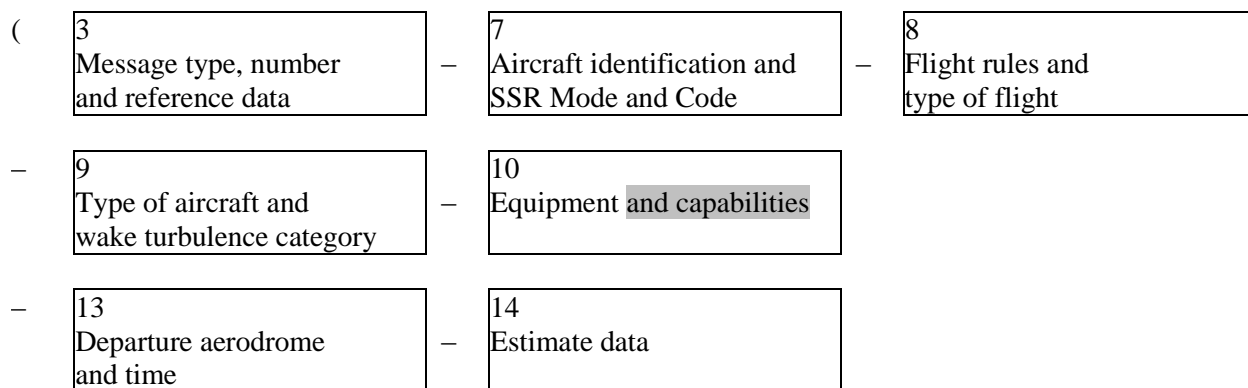 ( 3 7 8
Message type, number – Aircraft identification and – Flight rules and
and reference data SSR Mode and Code type of flight
– 9 10
Type of aircraft and – Equipment and capabilities
wake turbulence category
– 13 14
Departure aerodrome – Estimate data
and time